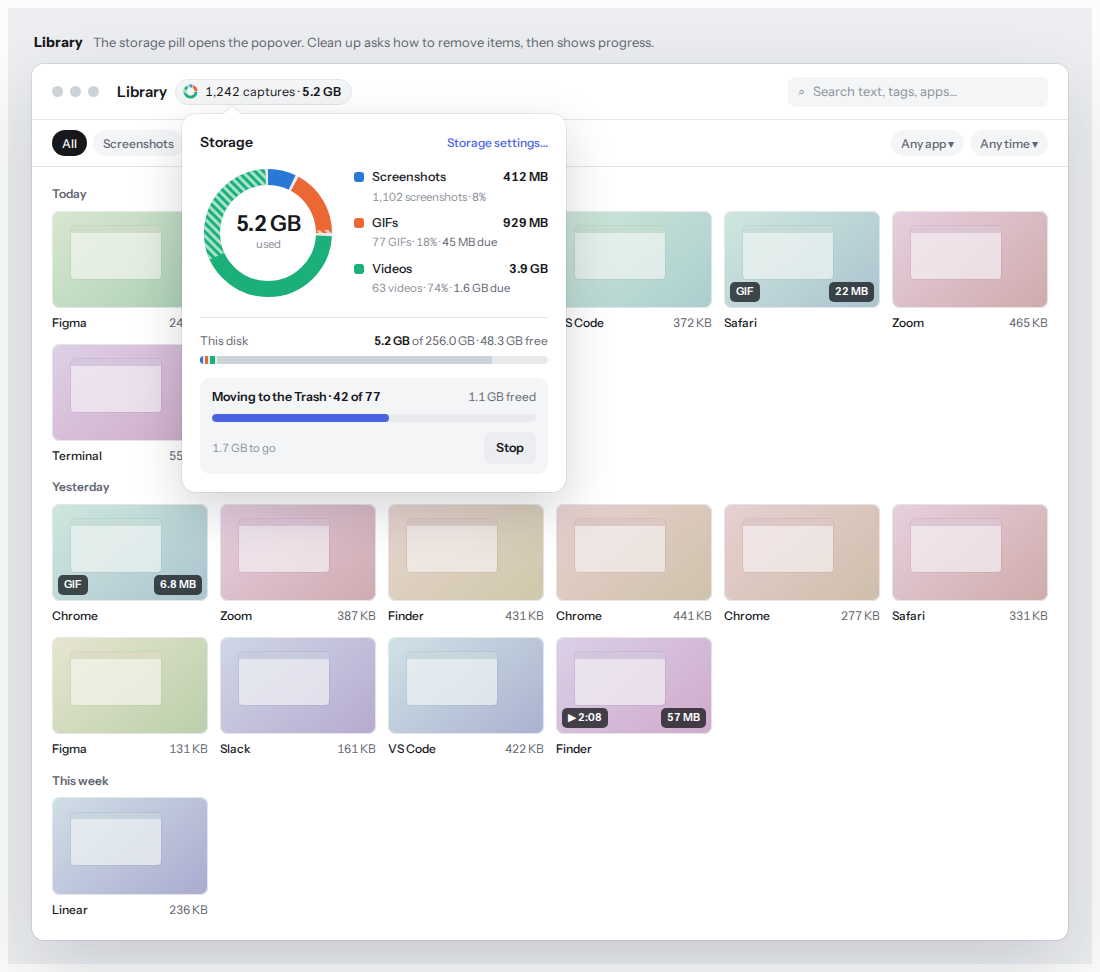 Library The storage pill opens the popover. Clean up asks how to remove items, then shows progress.
Library 1,242 captures · 5.2 GB
Search text, tags, apps...
All Screenshots
Any app ▾ Any time ▾
Storage Storage settings...
5.2 GB
used
Screenshots 412 MB
1,102 screenshots · 8%
GIFs 929 MB
77 GIFs · 18% · 45 MB due
Videos 3.9 GB
63 videos · 74% · 1.6 GB due
This disk 5.2 GB of 256.0 GB · 48.3 GB free
Moving to the Trash · 42 of 77 1.1 GB freed
1.7 GB to go Stop
Today
GIF 22 MB
Figma 24
S Code 372 KB
Safari
Zoom 465 KB
Terminal 55
Yesterday
GIF 6.8 MB
Chrome
Zoom 387 KB
Finder 431 KB
Chrome 441 KB
Chrome 277 KB
Safari 331 KB
▶ 2:08 57 MB
Figma 131 KB
Slack 161 KB
VS Code 422 KB
Finder
This week
Linear 236 KB